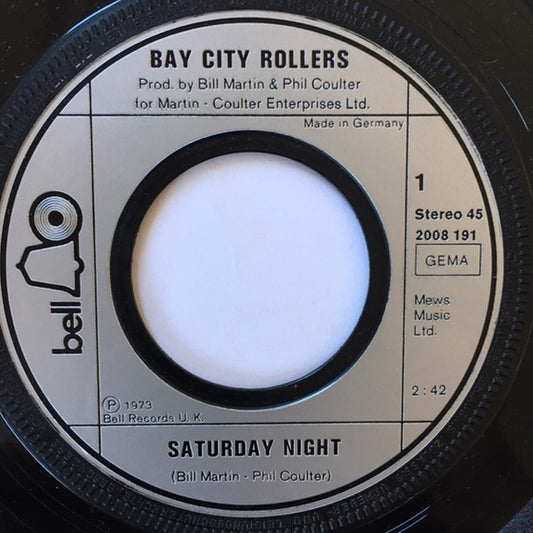 BAY CITY ROLLERS
Prod. by Bill Martin & Phil Coulter
for Martin - Coulter Enterprises Ltd.
Made in Germany
bell
1
Stereo 45
2008 191
GEMA
Mews
Music
Ltd.
2:42
Ⓟ 1973
Bell Records U. K.
SATURDAY NIGHT
(Bill Martin - Phil Coulter)